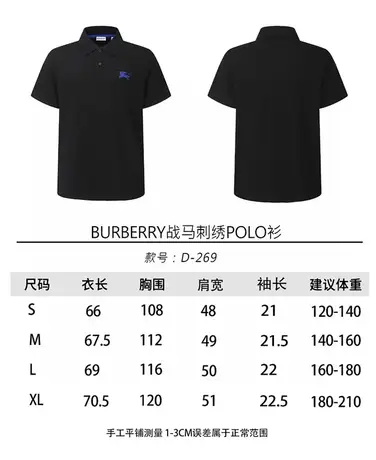 BURBERRY战马刺绣POLO衫
款号：D-269
尺码 衣长 胸围 肩宽 袖长 建议体重
S 66 108 48 21 120-140
M 67.5 112 49 21.5 140-160
L 69 116 50 22 160-180
XL 70.5 120 51 22.5 180-210
手工平铺测量 1-3CM误差属于正常范围